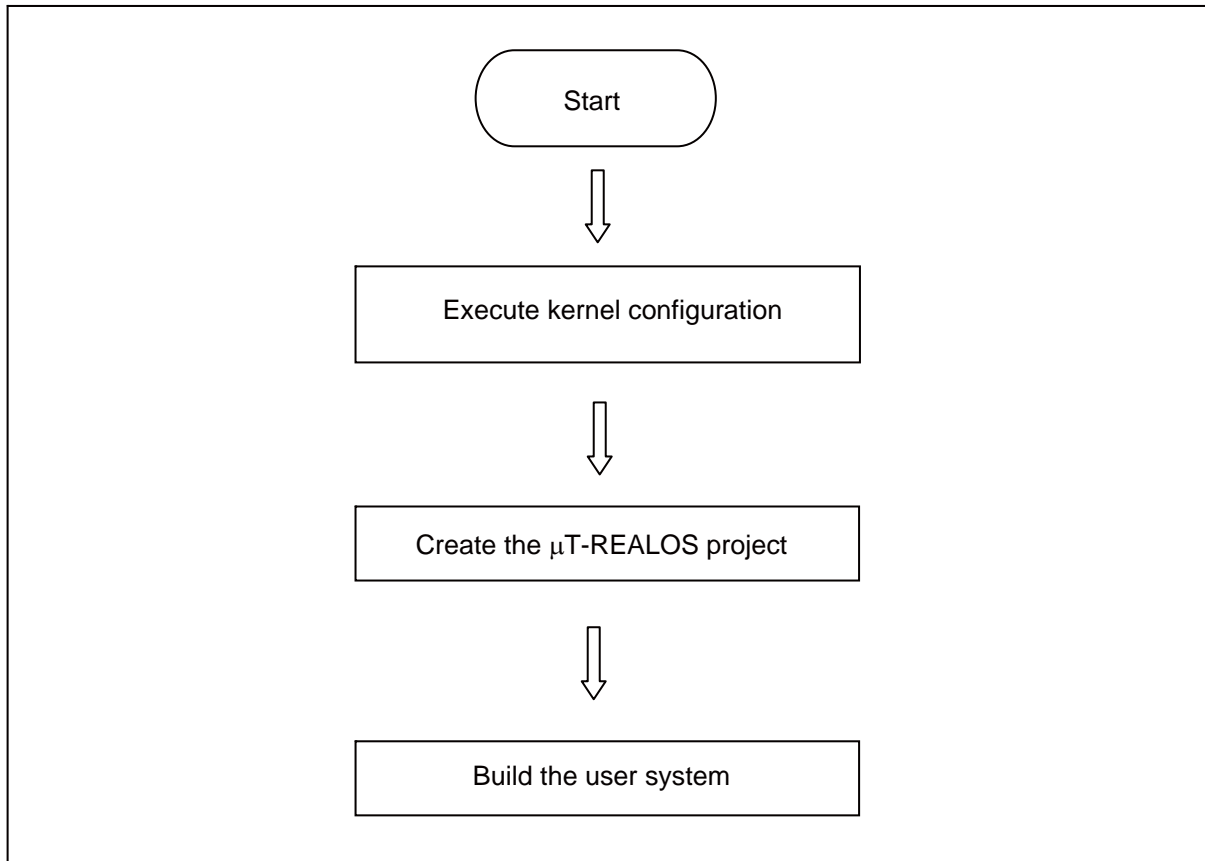 Start
Execute kernel configuration
Create the μT-REALOS project
Build the user system